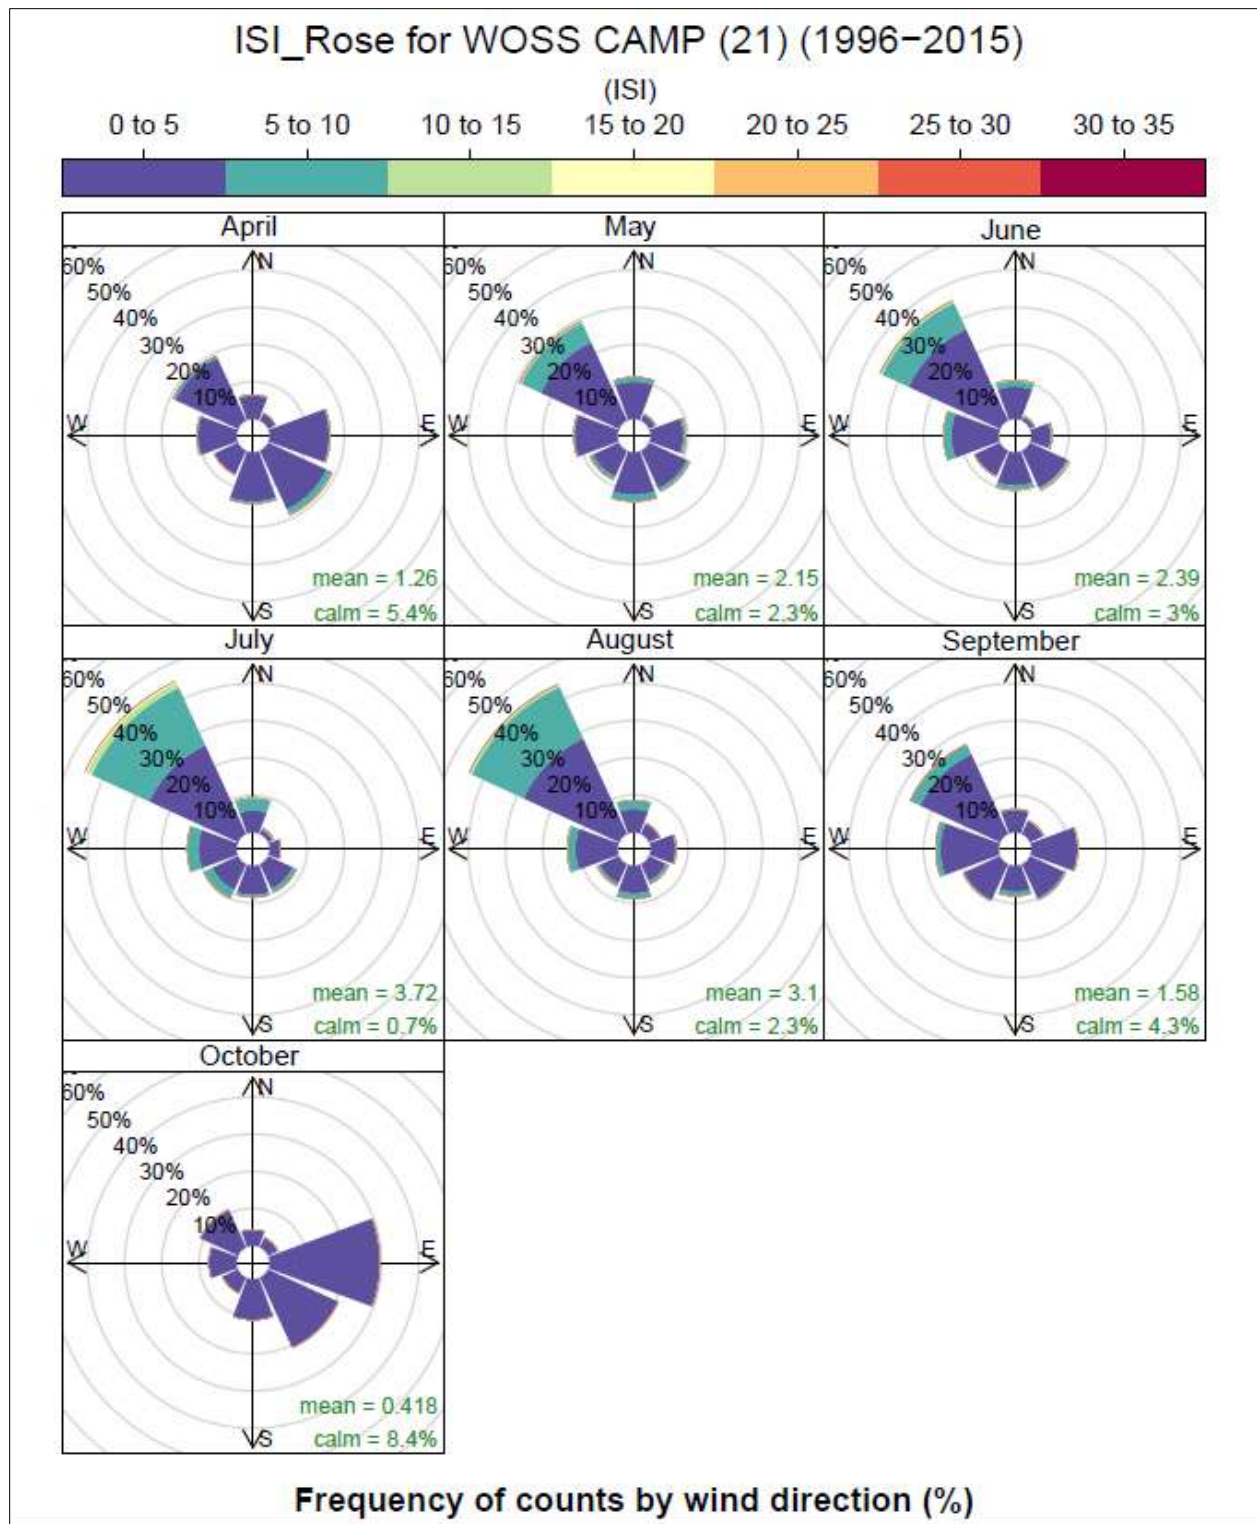 ISI_Rose for WOSS CAMP (21) (1996−2015)
(ISI)
0 to 5 5 to 10 10 to 15 15 to 20 20 to 25 25 to 30 30 to 35
April May June
60%
50%
40%
30%
20%
10%
N
W E
S
mean = 1.26
calm = 5.4%
60%
50%
40%
30%
20%
10%
N
W E
S
mean = 2.15
calm = 2.3%
60%
50%
40%
30%
20%
10%
N
W E
S
mean = 2.39
calm = 3%
July August September
60%
50%
40%
30%
20%
10%
N
W E
S
mean = 3.72
calm = 0.7%
60%
50%
40%
30%
20%
10%
N
W E
S
mean = 3.1
calm = 2.3%
60%
50%
40%
30%
20%
10%
N
W E
S
mean = 1.58
calm = 4.3%
October
60%
50%
40%
30%
20%
10%
N
W E
S
mean = 0.418
calm = 8.4%
Frequency of counts by wind direction (%)